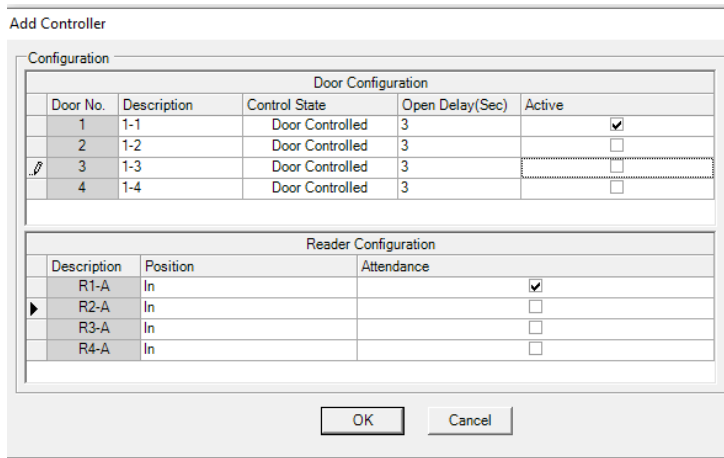 Add Controller
Configuration
Door Configuration
Door No. Description Control State Open Delay(Sec) Active
1 1-1 Door Controlled 3
2 1-2 Door Controlled 3
3 1-3 Door Controlled 3
4 1-4 Door Controlled 3
Reader Configuration
Description Position Attendance
R1-A In
R2-A In
R3-A In
R4-A In
OK Cancel